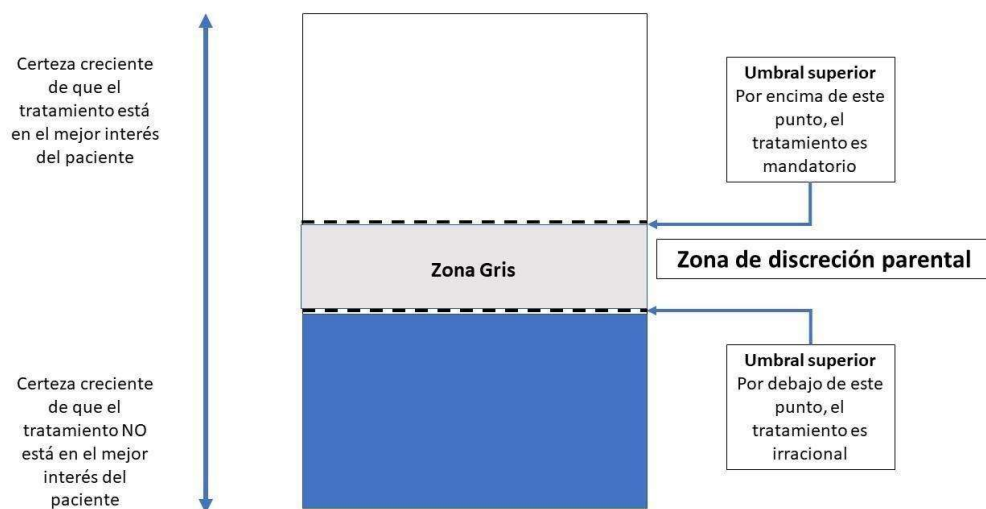 Certeza creciente
de que el
tratamiento está
en el mejor interés
del paciente
Umbral superior
Por encima de este
punto, el
tratamiento es
mandatorio
Zona Gris
Zona de discreción parental
Certeza creciente
de que el
tratamiento NO
está en el mejor
interés del
paciente
Umbral superior
Por debajo de este
punto, el
tratamiento es
irracional